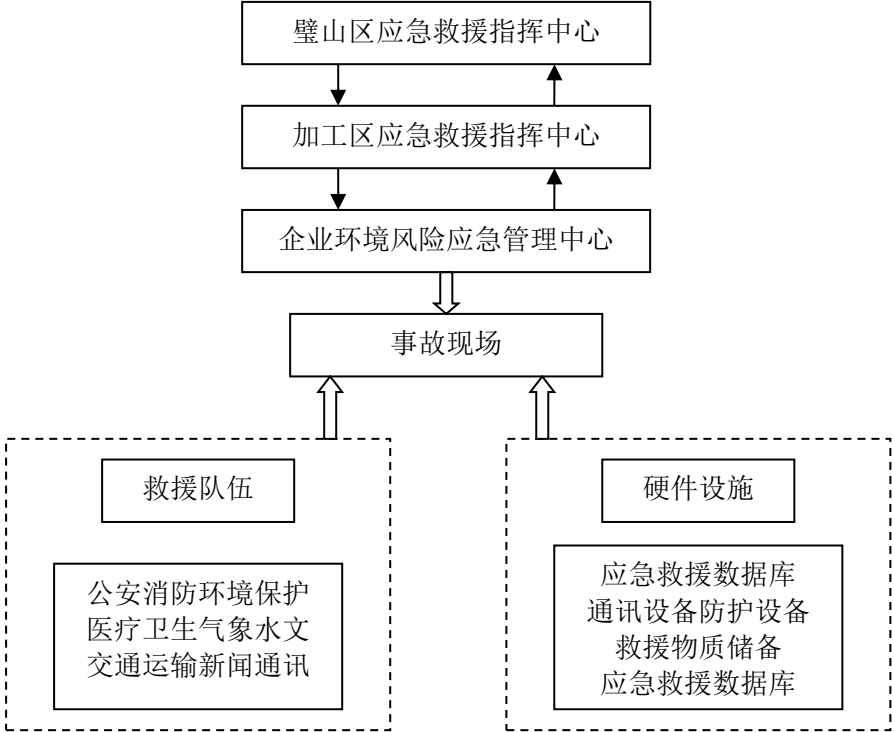 璧山区应急救援指挥中心
加工区应急救援指挥中心
企业环境风险应急管理中心
事故现场
救援队伍
公安消防环境保护
医疗卫生气象水文
交通运输新闻通讯
硬件设施
应急救援数据库
通讯设备防护设备
救援物质储备
应急救援数据库